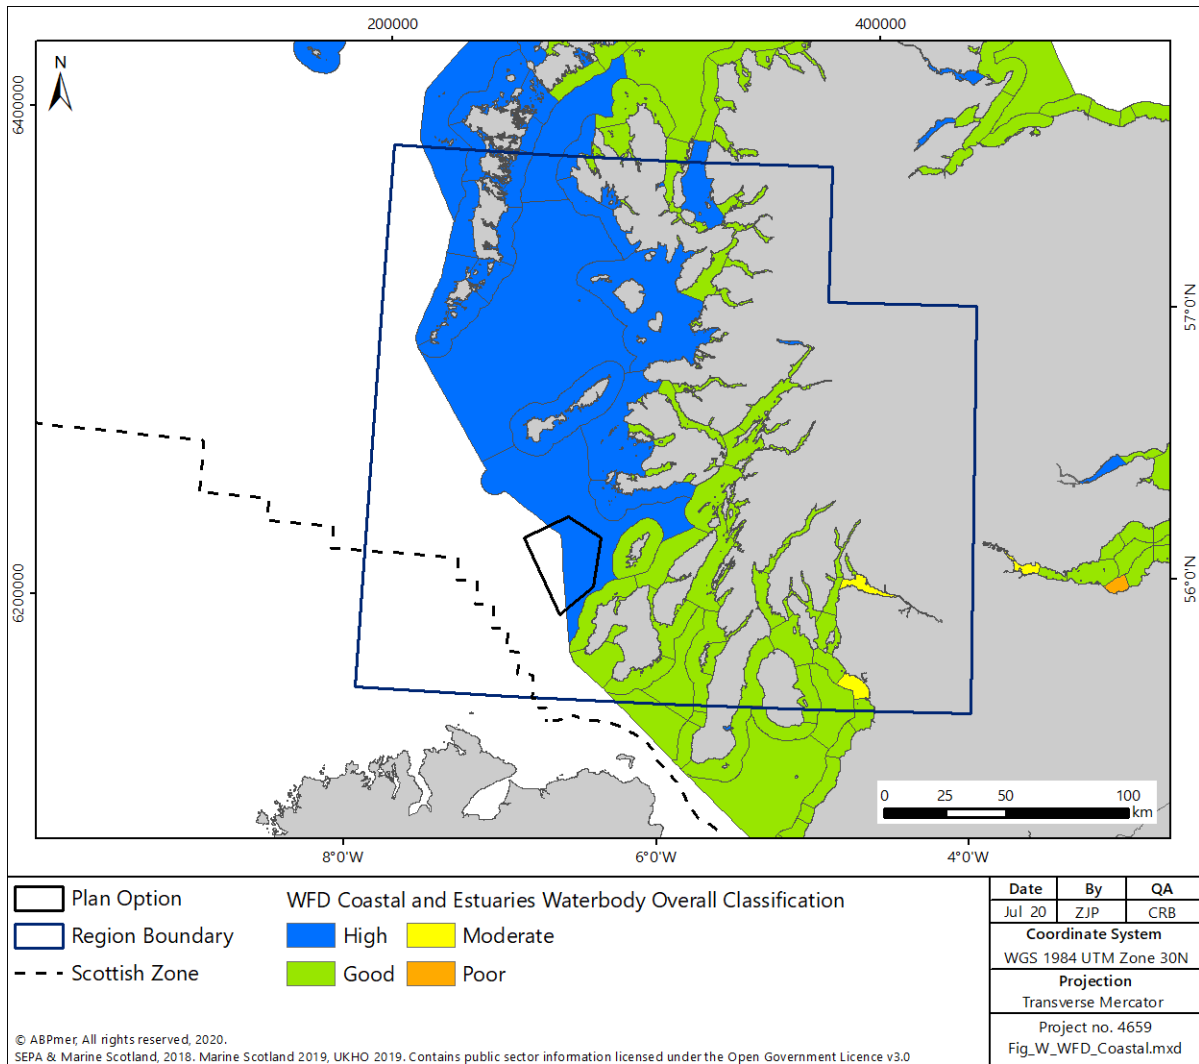 200000
400000
N
6400000
57°0'N
6200000
56°0'N
0
25
50
100
km
8°0'W
6°0'W
4°0'W
Plan Option
Region Boundary
Scottish Zone
WFD Coastal and Estuaries Waterbody Overall Classification
High
Moderate
Good
Poor
Date By QA
Jul 20 ZJP CRB
Coordinate System
WGS 1984 UTM Zone 30N
Projection
Transverse Mercator
Project no. 4659
Fig_W_WFD_Coastal.mxd
© ABPmer, All rights reserved, 2020.
SEPA & Marine Scotland, 2018. Marine Scotland 2019, UKHO 2019. Contains public sector information licensed under the Open Government Licence v3.0